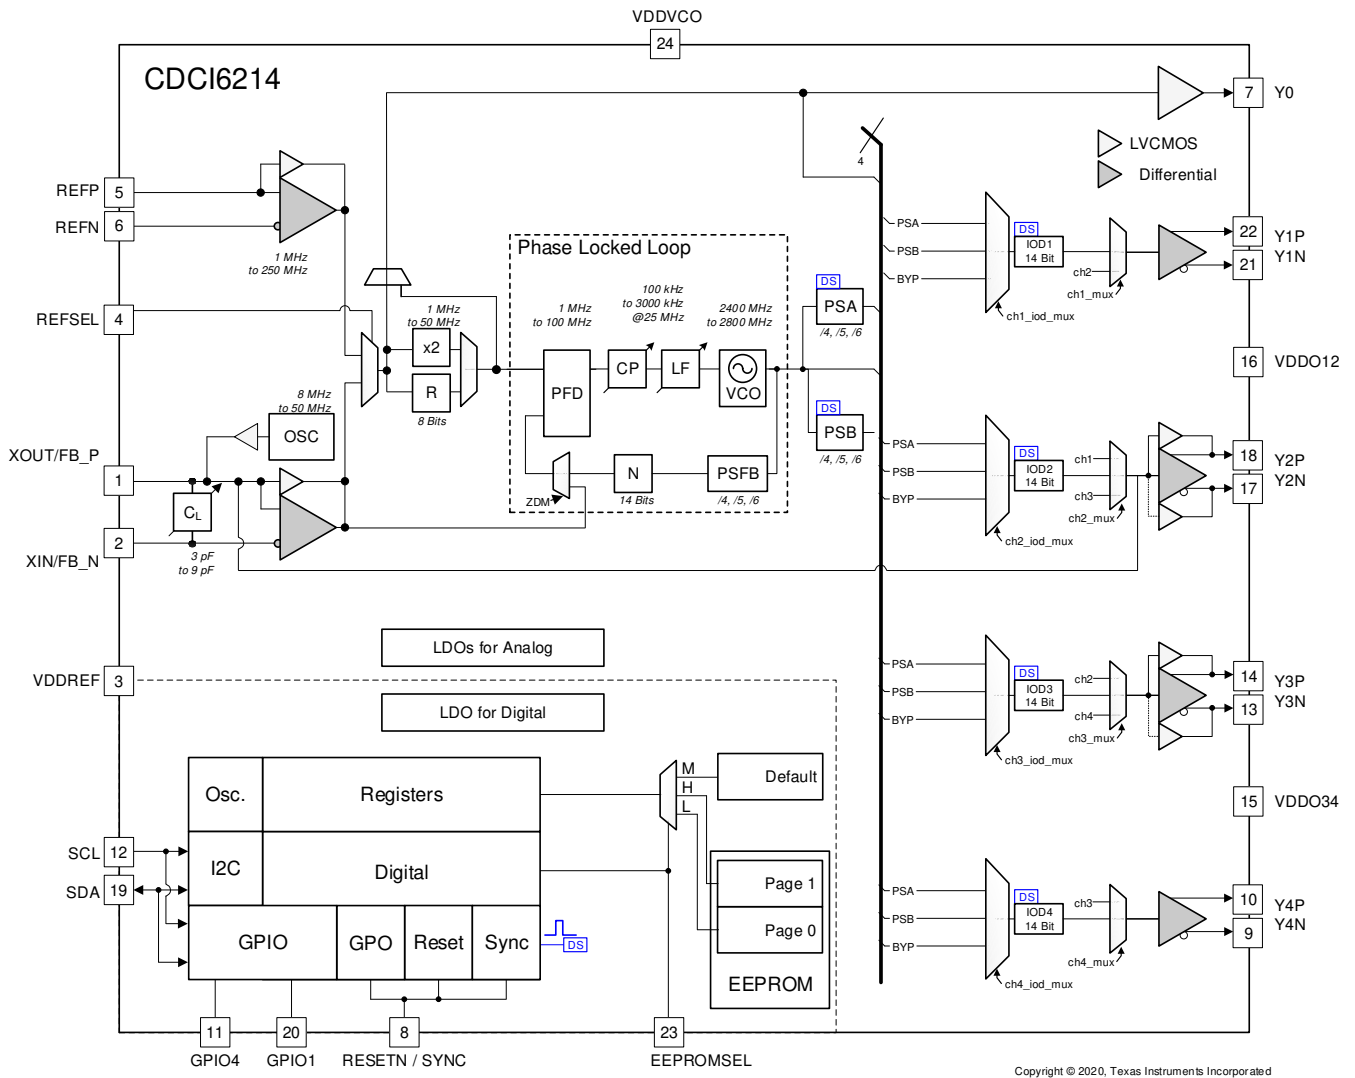 VDDVCO
24
CDCI6214
7
Y0
LVCMOS
Differential
4
REFP
5
REFN
6
1 MHz
to 250 MHz
REFSEL
4
Phase Locked Loop
1 MHz
to 50 MHz
x2
R
8 Bits
1 MHz
to 100 MHz
PFD
100 kHz
to 3000 kHz
@25 MHz
CP
LF
2400 MHz
to 2800 MHz
VCO
DS
PSA
/4, /5, /6
DS
PSB
/4, /5, /6
ZDM
N
14 Bits
PSFB
/4, /5, /6
8 MHz
to 50 MHz
OSC
XOUT/FB_P
1
CL
2
XIN/FB_N
3 pF
to 9 pF
PSA
PSB
BYP
DS
IOD1
14 Bit
ch2
ch1_mux
ch1_iod_mux
22
Y1P
21
Y1N
16
VDDO12
PSA
PSB
BYP
DS
IOD2
14 Bit
ch1
ch3
ch2_mux
ch2_iod_mux
18
Y2P
17
Y2N
PSA
PSB
BYP
DS
IOD3
14 Bit
ch2
ch4
ch3_mux
ch3_iod_mux
14
Y3P
13
Y3N
15
VDDO34
PSA
PSB
BYP
DS
IOD4
14 Bit
ch3
ch4_mux
ch4_iod_mux
10
Y4P
9
Y4N
LDOs for Analog
VDDREF
3
LDO for Digital
Osc.
Registers
I2C
Digital
GPIO
GPO
Reset
Sync
DS
SCL
12
SDA
19
M
H
L
Default
Page 1
Page 0
EEPROM
11
GPIO4
20
GPIO1
8
RESETN / SYNC
23
EEPROMSEL
Copyright © 2020, Texas Instruments Incorporated